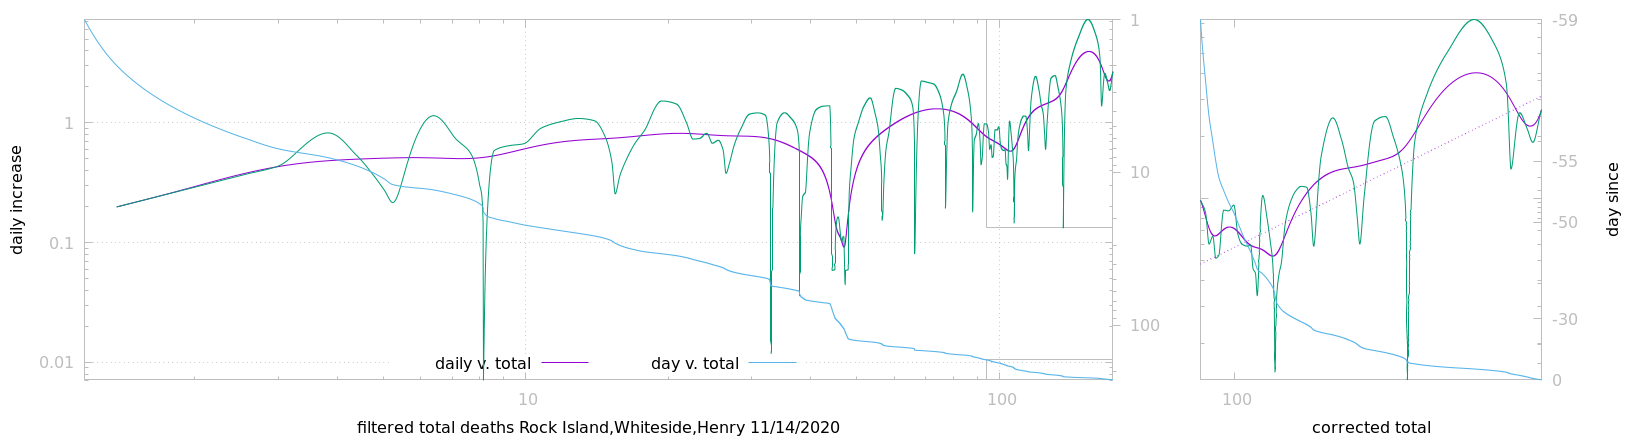 1
-59
daily increase
1
10
-55
-50
day since
0.1
100
-30
0.01
daily v. total
day v. total
0
10
100
100
filtered total deaths Rock Island,Whiteside,Henry 11/14/2020
corrected total